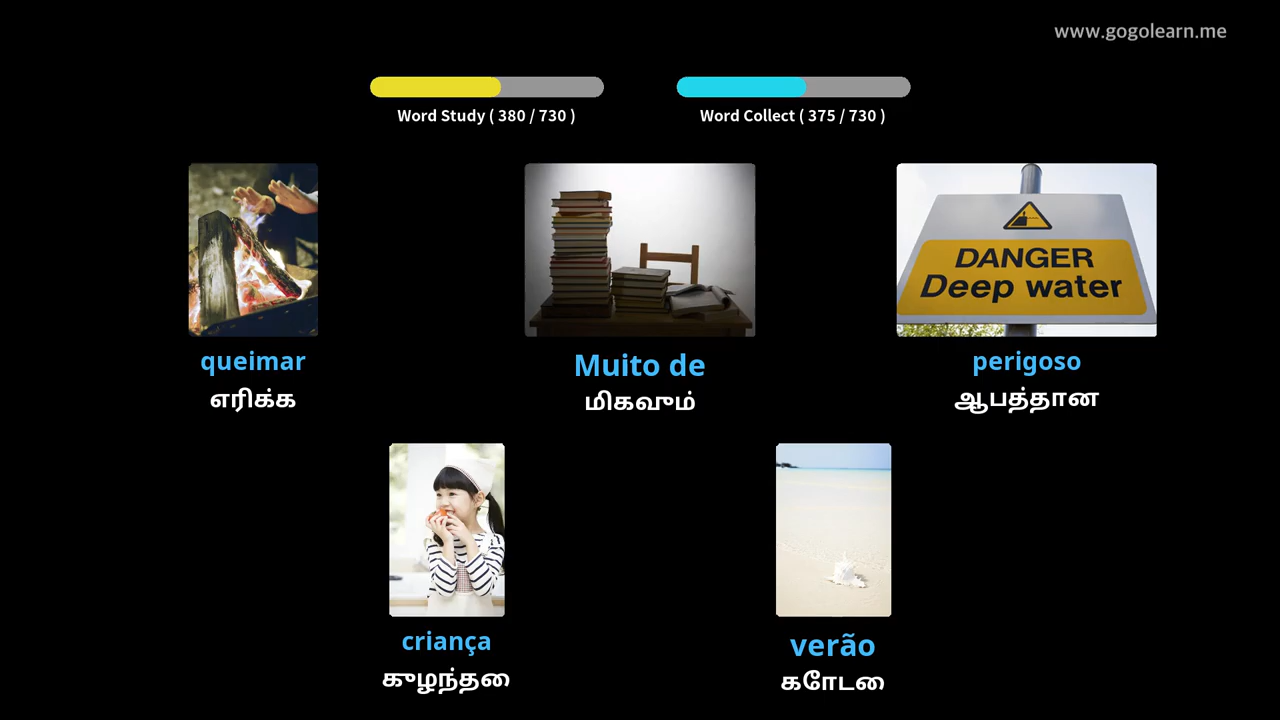 www.gogolearn.me
Word Study ( 380 / 730 )
Word Collect ( 375 / 730 )
DANGER
Deep water
queimar
எரிக்க
Muito de
மிகவும்
perigoso
ஆபத்தான
criança
குழந்தை
verão
கோடை